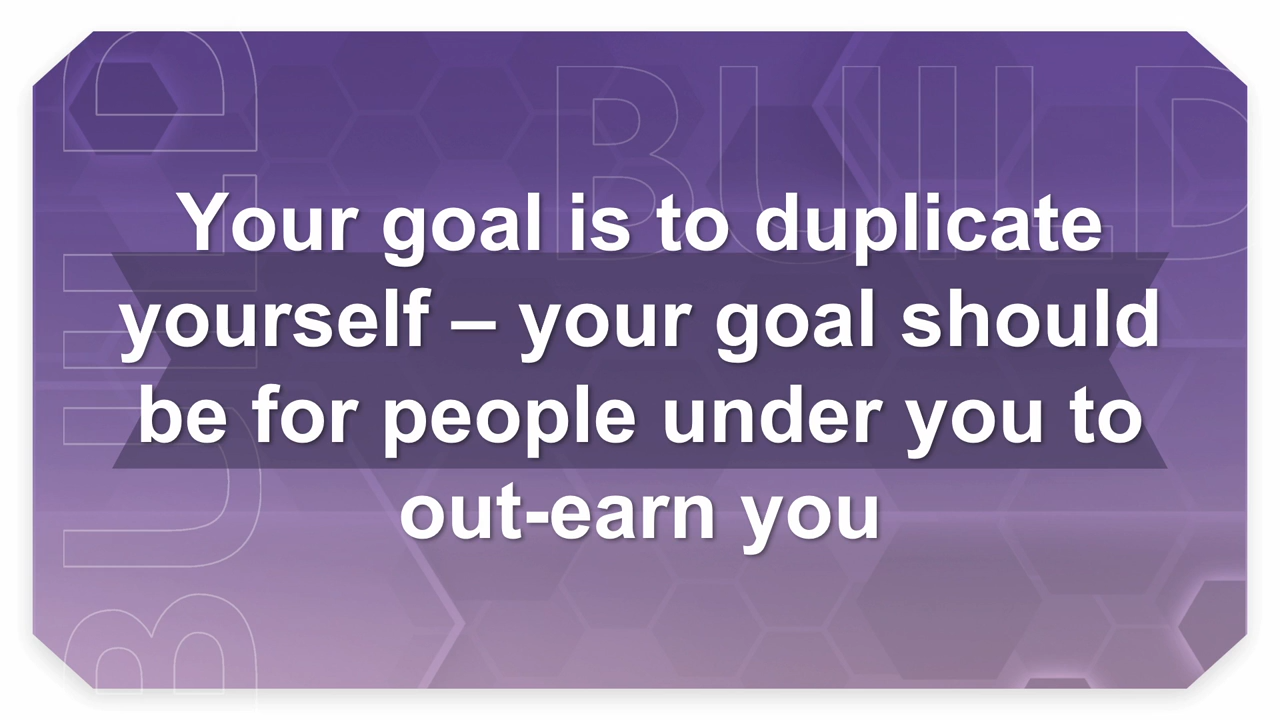 BUILD
BUILD
Your goal is to duplicate
yourself – your goal should
be for people under you to
out-earn you